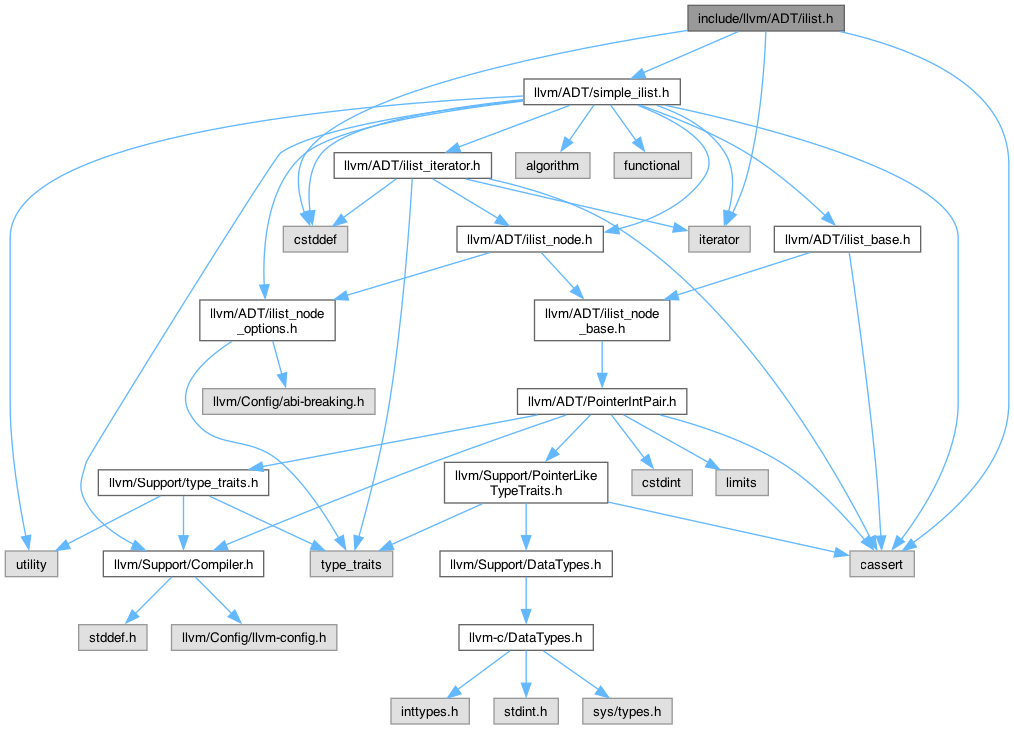 include/llvm/ADT/ilist.h
llvm/ADT/simple_ilist.h
llvm/ADT/ilist_iterator.h
algorithm
functional
cstddef
llvm/ADT/ilist_node.h
iterator
llvm/ADT/ilist_base.h
llvm/ADT/ilist_node
_options.h
llvm/ADT/ilist_node
_base.h
llvm/Config/abi-breaking.h
llvm/ADT/PointerIntPair.h
llvm/Support/type_traits.h
llvm/Support/PointerLike
TypeTraits.h
cstdint
limits
utility
llvm/Support/Compiler.h
type_traits
llvm/Support/DataTypes.h
cassert
stddef.h
llvm/Config/llvm-config.h
llvm-c/DataTypes.h
inttypes.h
stdint.h
sys/types.h